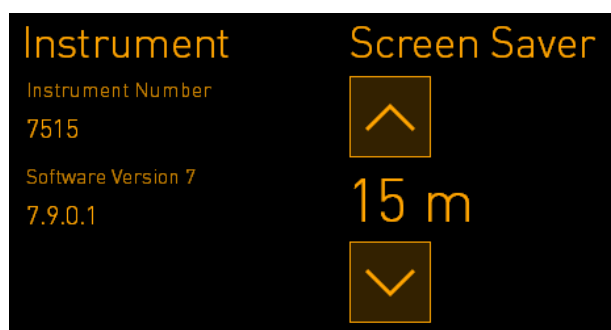 Instrument
Instrument Number
7515
Software Version 7
7.9.0.1
Screen Saver
15 m